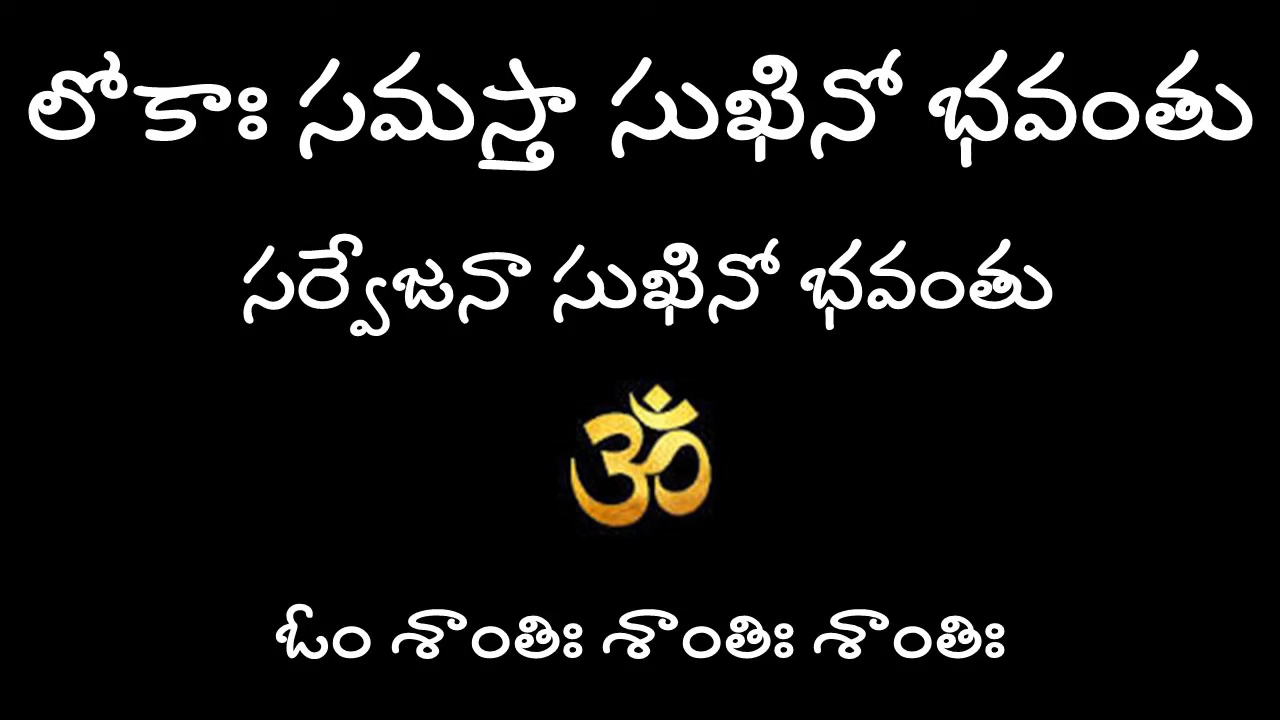 లోకాః సమస్తా సుఖినో భవంతు
సర్వేజనా సుఖినో భవంతు
ॐ
ఓం శాంతిః శాంతిః శాంతిః